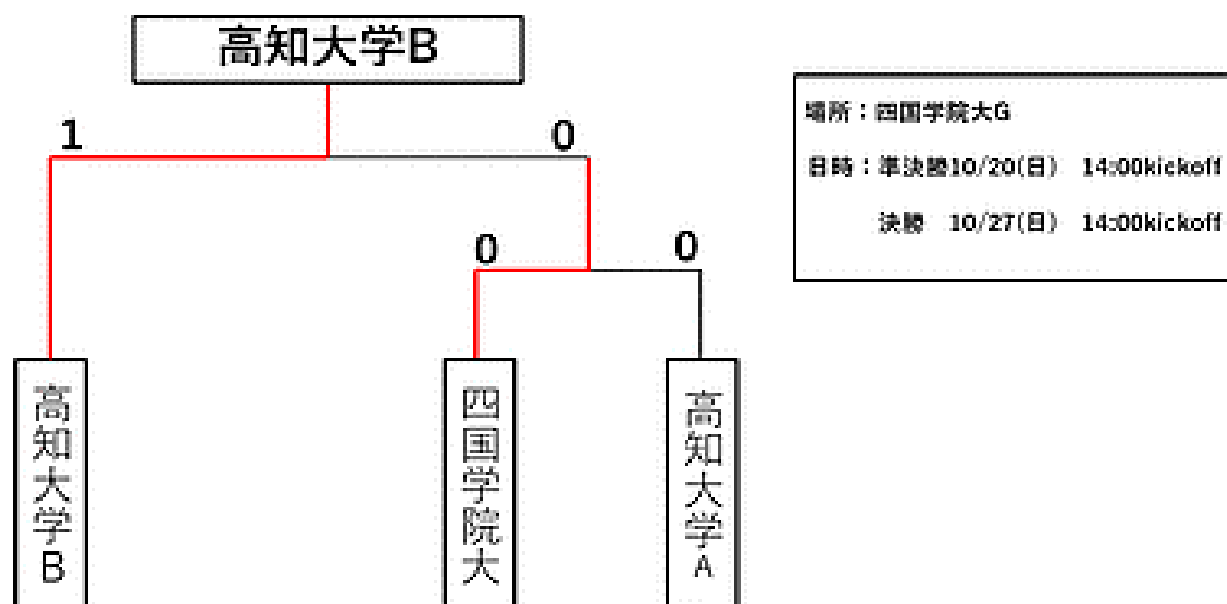 高知大学B
1
0
場所：四国学院大G
日時：準決勝10/20(日) 14:00kickoff
決勝 10/27(日) 14:00kickoff
0
0
高知大学B
四国学院大
高知大学A